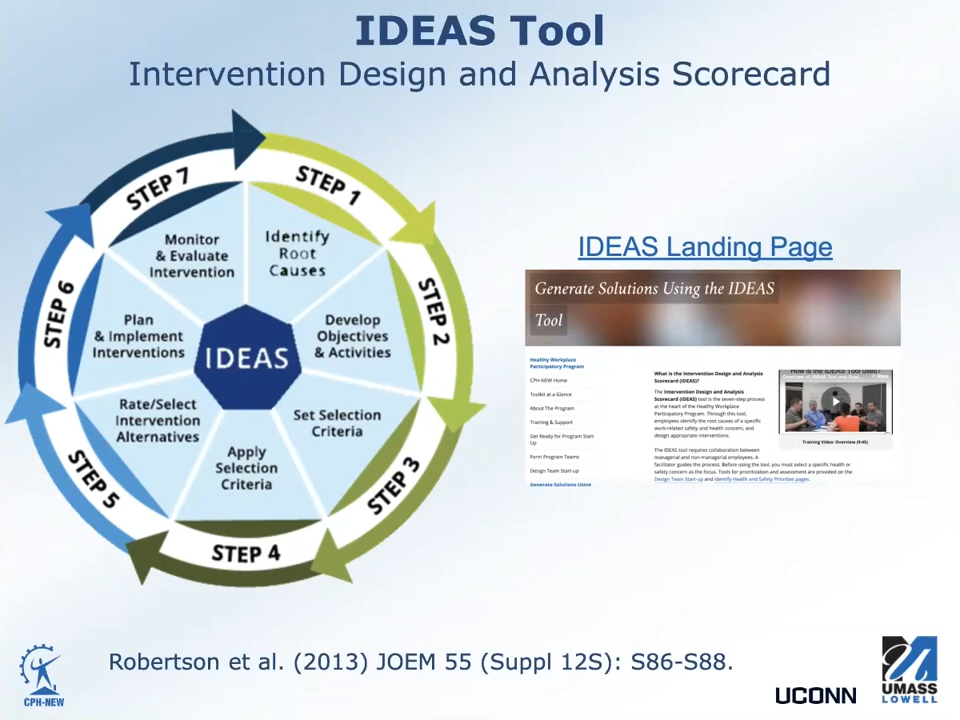 IDEAS Tool
Intervention Design and Analysis Scorecard
STEP 1
Identify
Root
Causes
STEP 2
Develop
Objectives
& Activities
STEP 3
Set Selection
Criteria
STEP 4
Apply
Selection
Criteria
STEP 5
Rate/Select
Intervention
Alternatives
STEP 6
Plan
& Implement
Interventions
STEP 7
Monitor
& Evaluate
Intervention
IDEAS
IDEAS Landing Page
Generate Solutions Using the IDEAS
Tool
Healthy Workplace
Participatory Program
CPH-NEW Home
Toolkit at a Glance
About The Program
Training & Support
Get Ready for Program Start
Up
Form Program Teams
Design Team Start-up
Generate Solutions Using
What is the Intervention Design and Analysis
Scorecard (IDEAS)?
The Intervention Design and Analysis
Scorecard (IDEAS) tool is the seven-step process
at the heart of the Healthy Workplace
Participatory Program. Through this tool,
employees identify the root causes of a specific
work-related safety and health concern, and
design appropriate interventions.
The IDEAS tool requires collaboration between
managerial and non-managerial employees. A
facilitator guides the process. Before using the tool, you must select a specific health or
safety concern as the focus. Tools for prioritization and assessment are provided on the
Design Team Start-up and Identify Health and Safety Priorities pages.
How is the IDEAS Tool used?
Training Video: Overview (9:45)
Robertson et al. (2013) JOEM 55 (Suppl 12S): S86-S88.
CPH-NEW
UCONN
UMASS
LOWELL